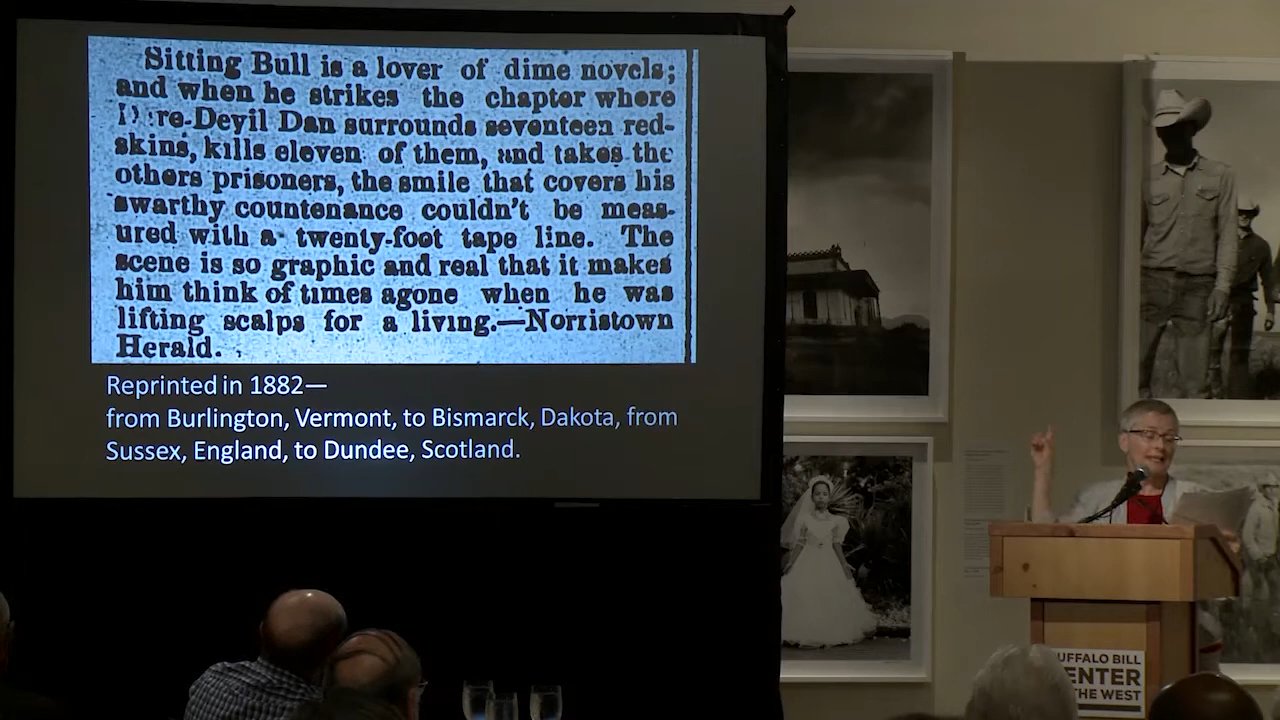 Sitting Bull is a lover of dime novels;
and when he strikes the chapter where
Dare-Devil Dan surrounds seventeen red-
skins, kills eleven of them, and takes the
others prisoners, the smile that covers his
swarthy countenance couldn't be meas-
ured with a twenty-foot tape line. The
scene is so graphic and real that it makes
him think of times agone when he was
lifting scalps for a living.—Norristown
Herald.
Reprinted in 1882—
from Burlington, Vermont, to Bismarck, Dakota, from
Sussex, England, to Dundee, Scotland.
UFFALO BILL
ENTER
THE WEST